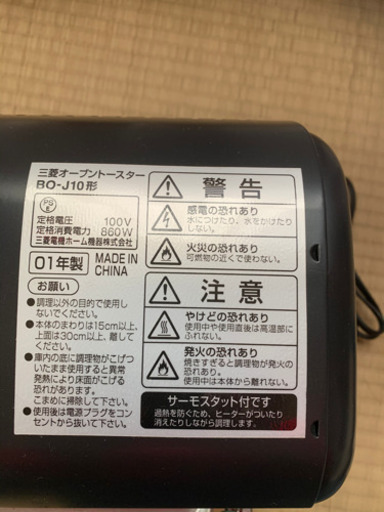 三菱オーブントースター
BO-J10形
PS
E
定格電圧 100V
定格消費電力 860W
三菱電機ホーム機器株式会社
01年製 MADE IN
CHINA
お願い
●調理以外の目的で使用し
ないでください。
●本体のまわりは15cm以上、
上面は30cm以上、離して
ください。
●庫内の底に調理物がこげつ
いたまま使用すると異常
発熱により床面がこげる
恐れがあります。
こまめに掃除して下さい。
●使用後は電源プラグをコン
セントから抜いて下さい。
警告
感電の恐れあり
水につけたり、水をかけたり
しない。
火災の恐れあり
可燃物の近くで使わない。
注意
やけどの恐れあり
使用中や使用直後は高温部に
ふれない。
発火の恐れあり
焼きすぎると調理物が発火
の恐れあり。
使用中は本体から離れない。
サーモスタット付です
過熱を防ぐため、ヒーターがついたり
消えたりしながら調理します。